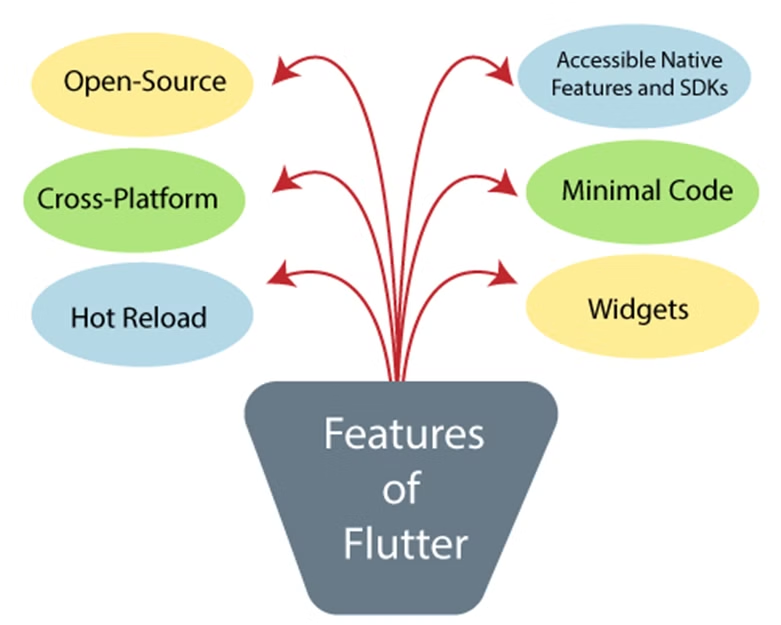 Open-Source
Cross-Platform
Hot Reload
Accessible Native
Features and SDKs
Minimal Code
Widgets
Features
of
Flutter